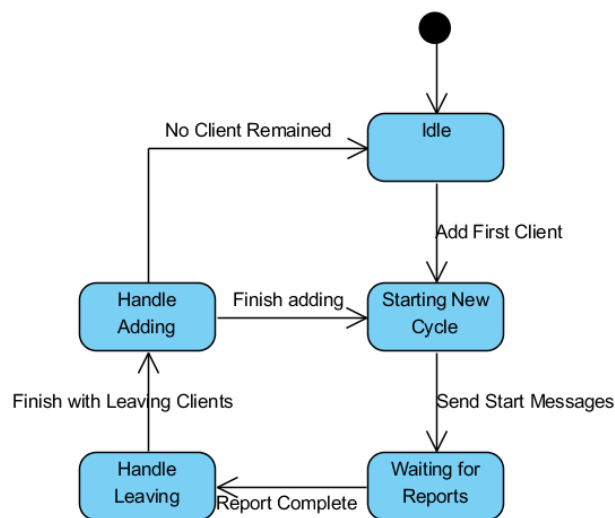 Idle
No Client Remained
Add First Client
Handle
Adding
Finish adding
Starting New
Cycle
Finish with Leaving Clients
Send Start Messages
Handle
Leaving
Report Complete
Waiting for
Reports